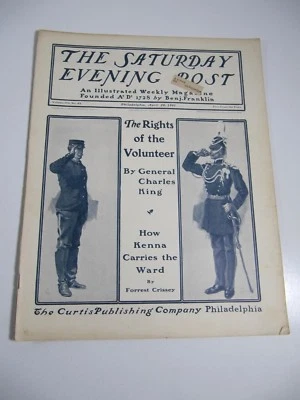 THE SATURDAY
EVENING POST
An Illustrated Weekly Magazine
Founded A° Di 1728 by Benj. Franklin
The Rights
of the
Volunteer
By General
Charles
King
How
Kenna
Carries the
Ward
By
Forrest Crissey
The Curtis Publishing Company Philadelphia